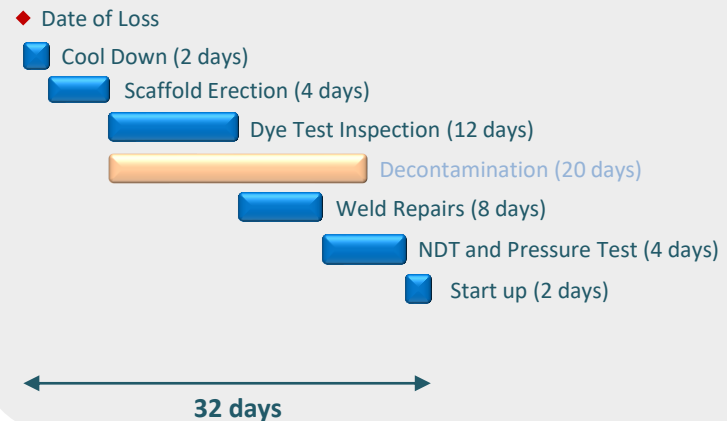 Date of Loss
Cool Down (2 days)
Scaffold Erection (4 days)
Dye Test Inspection (12 days)
Decontamination (20 days)
Weld Repairs (8 days)
NDT and Pressure Test (4 days)
Start up (2 days)
32 days